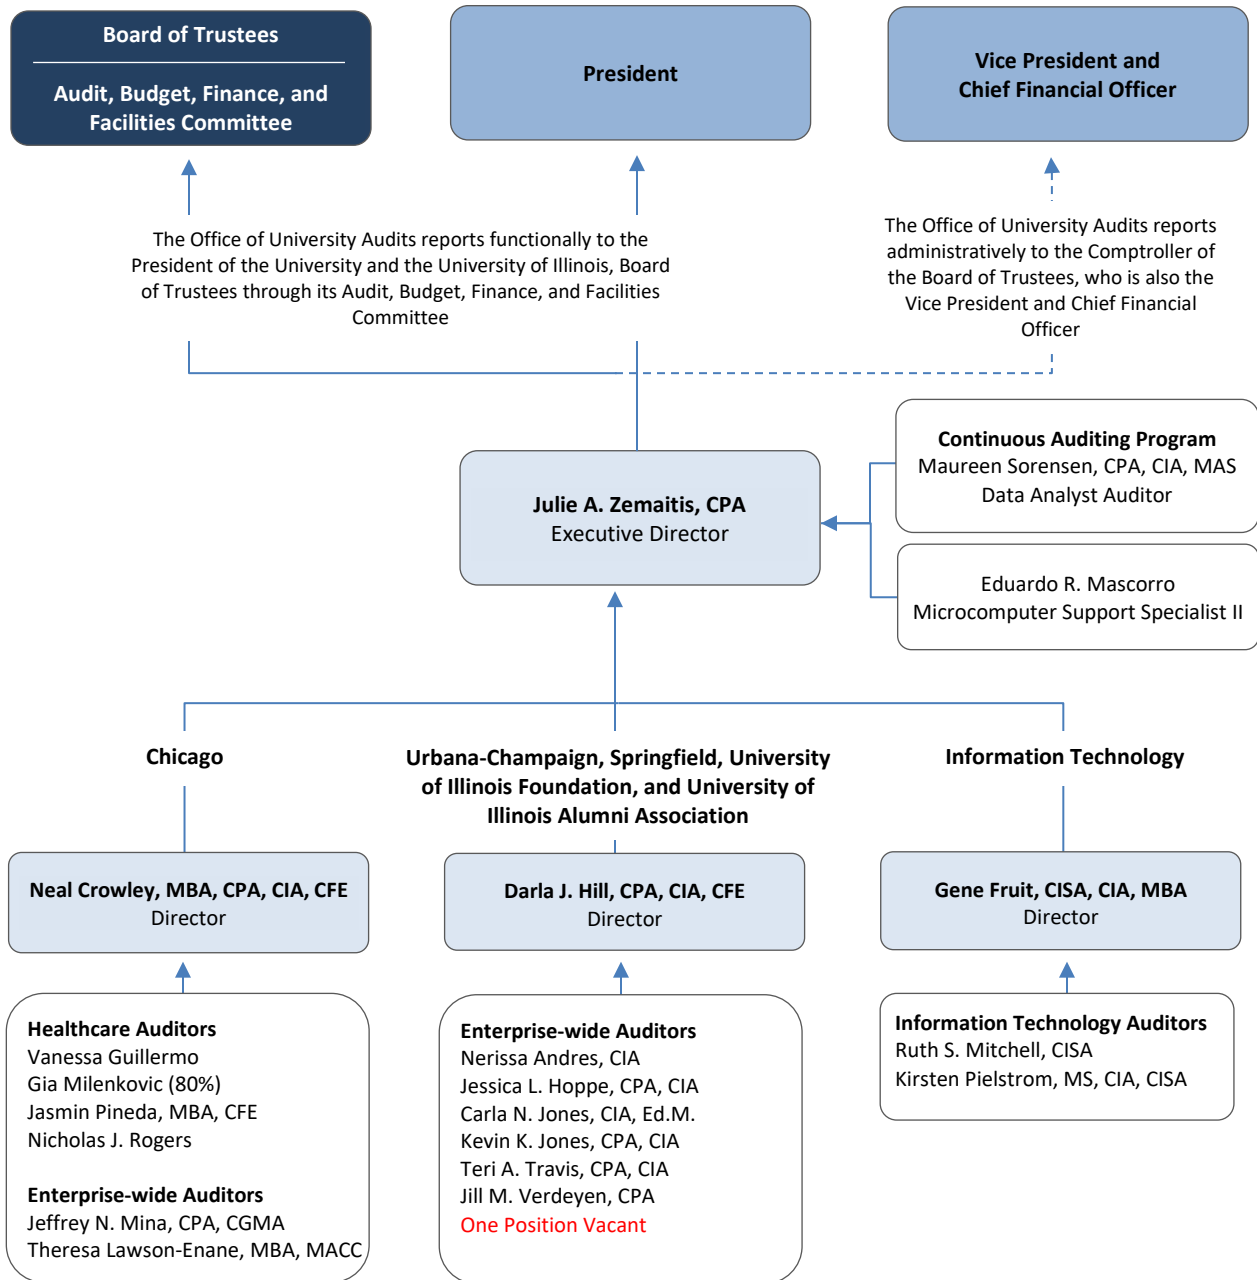 Board of Trustees
Audit, Budget, Finance, and
Facilities Committee
President
Vice President and
Chief Financial Officer
The Office of University Audits reports functionally to the
President of the University and the University of Illinois, Board
of Trustees through its Audit, Budget, Finance, and Facilities
Committee
The Office of University Audits reports
administratively to the Comptroller of
the Board of Trustees, who is also the
Vice President and Chief Financial
Officer
Continuous Auditing Program
Maureen Sorensen, CPA, CIA, MAS
Data Analyst Auditor
Julie A. Zemaitis, CPA
Executive Director
Eduardo R. Mascorro
Microcomputer Support Specialist II
Chicago
Urbana-Champaign, Springfield, University
of Illinois Foundation, and University of
Illinois Alumni Association
Information Technology
Neal Crowley, MBA, CPA, CIA, CFE
Director
Darla J. Hill, CPA, CIA, CFE
Director
Gene Fruit, CISA, CIA, MBA
Director
Healthcare Auditors
Vanessa Guillermo
Gia Milenkovic (80%)
Jasmin Pineda, MBA, CFE
Nicholas J. Rogers
Enterprise-wide Auditors
Jeffrey N. Mina, CPA, CGMA
Theresa Lawson-Enane, MBA, MACC
Enterprise-wide Auditors
Nerissa Andres, CIA
Jessica L. Hoppe, CPA, CIA
Carla N. Jones, CIA, Ed.M.
Kevin K. Jones, CPA, CIA
Teri A. Travis, CPA, CIA
Jill M. Verdeyen, CPA
One Position Vacant
Information Technology Auditors
Ruth S. Mitchell, CISA
Kirsten Pielstrom, MS, CIA, CISA